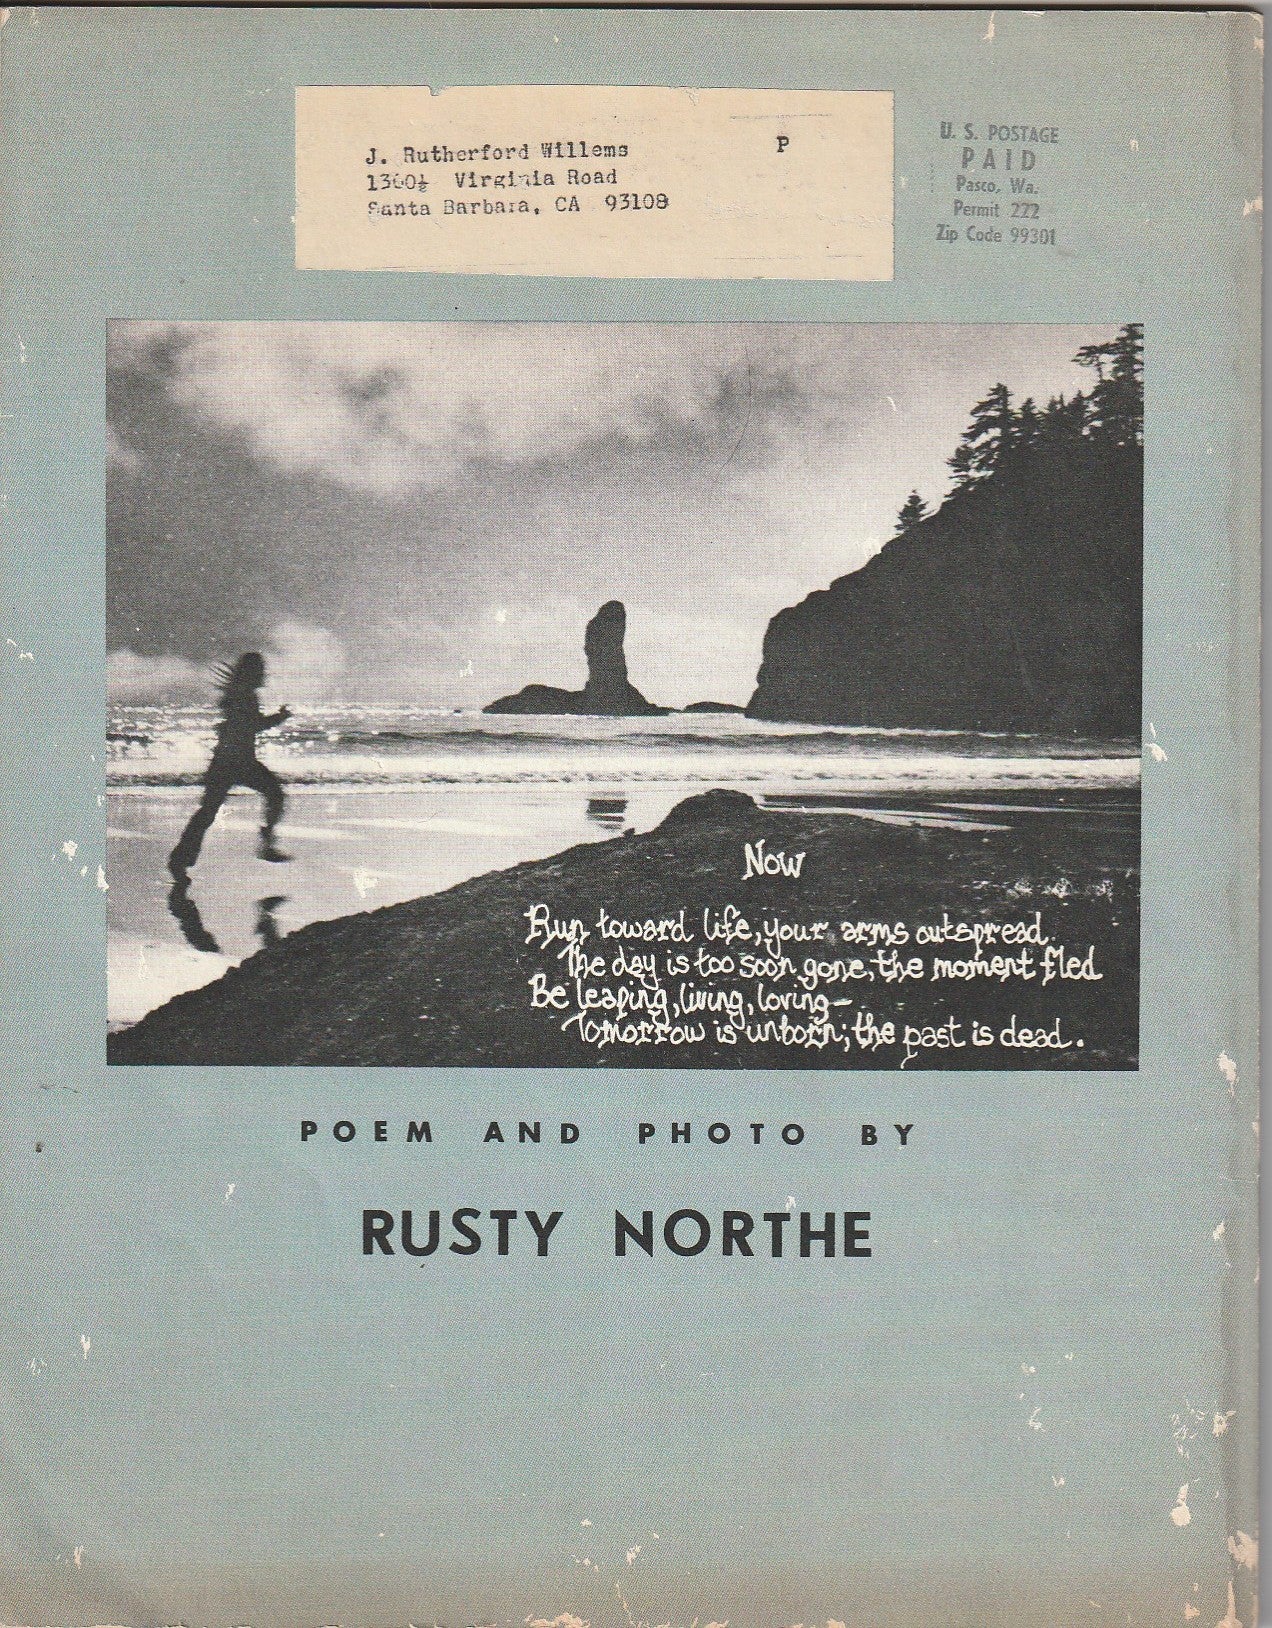 J. Rutherford Willems
P
1360½ Virginia Road
Santa Barbara, CA 93108
U. S. POSTAGE
PAID
Pasco, Wa.
Permit 222
Zip Code 99301
Now
Run toward life, your arms outspread.
The day is too soon gone, the moment fled
Be leaping, living, loving—
Tomorrow is unborn; the past is dead.
POEM AND PHOTO BY
RUSTY NORTHE